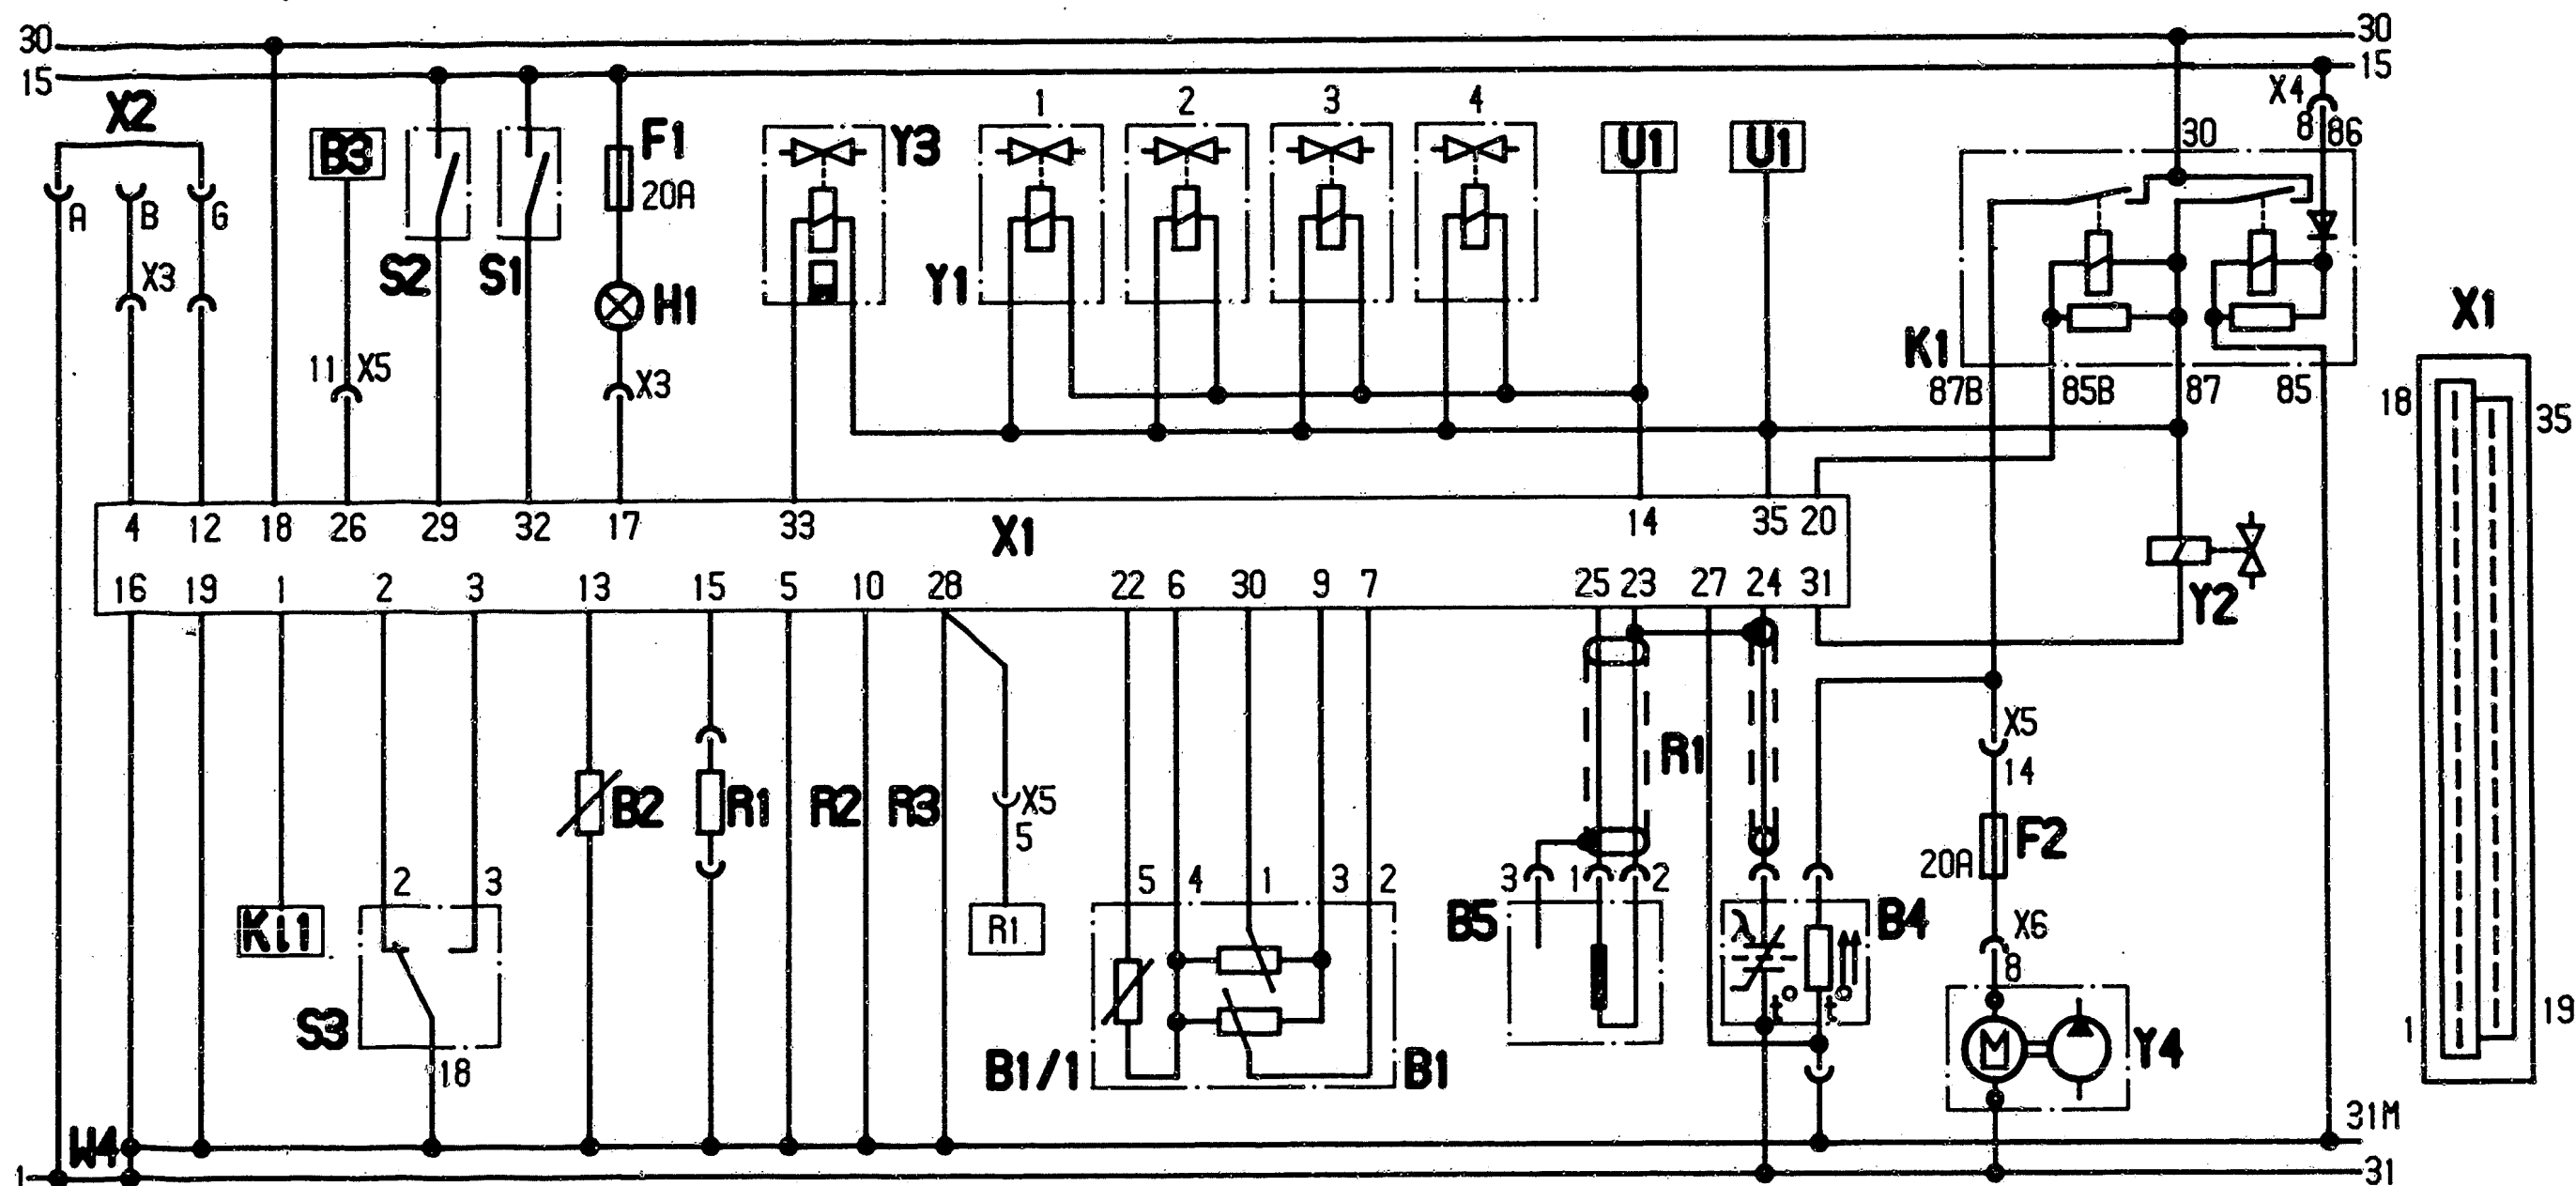 30 30
15 15
X2 X4
1 2 3 4
B3 F1 Y3 U1 U1 30 8 86
20A
A B G
X3 S2 S1 H1 Y1 X1
K1
11 X5 X3 87B 85B 87 85 18 35
4 12 18 26 29 32 17 33 X1 14 35 20
16 19 1 2 3 13 15 5 10 28 22 6 30 9 7 25 23 27 24 31
Y2
R1 X5
14
B2 R1 R2 R3 X5
5
20A F2
2 3 5 4 1 3 2 3 1 2
Ki1 R1 B5 λ B4 X6
8
t° t°
S3 1 19
18 B1/1 B1 M Y4
W4 31M
1 31